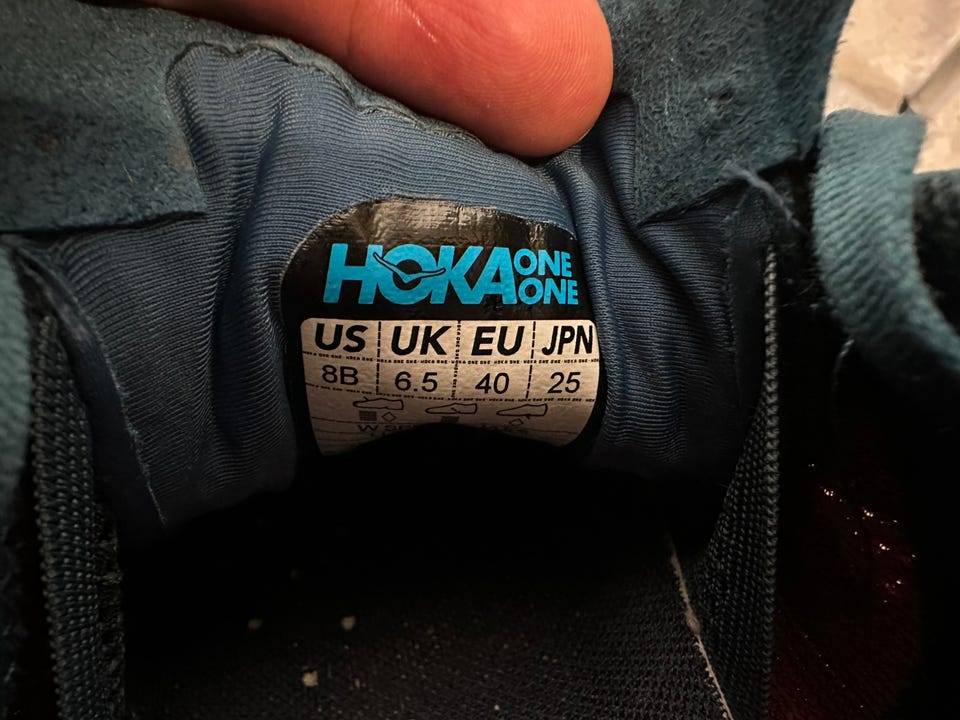 HOKA ONE ONE
US UK EU JPN
8B 6.5 40 25
W